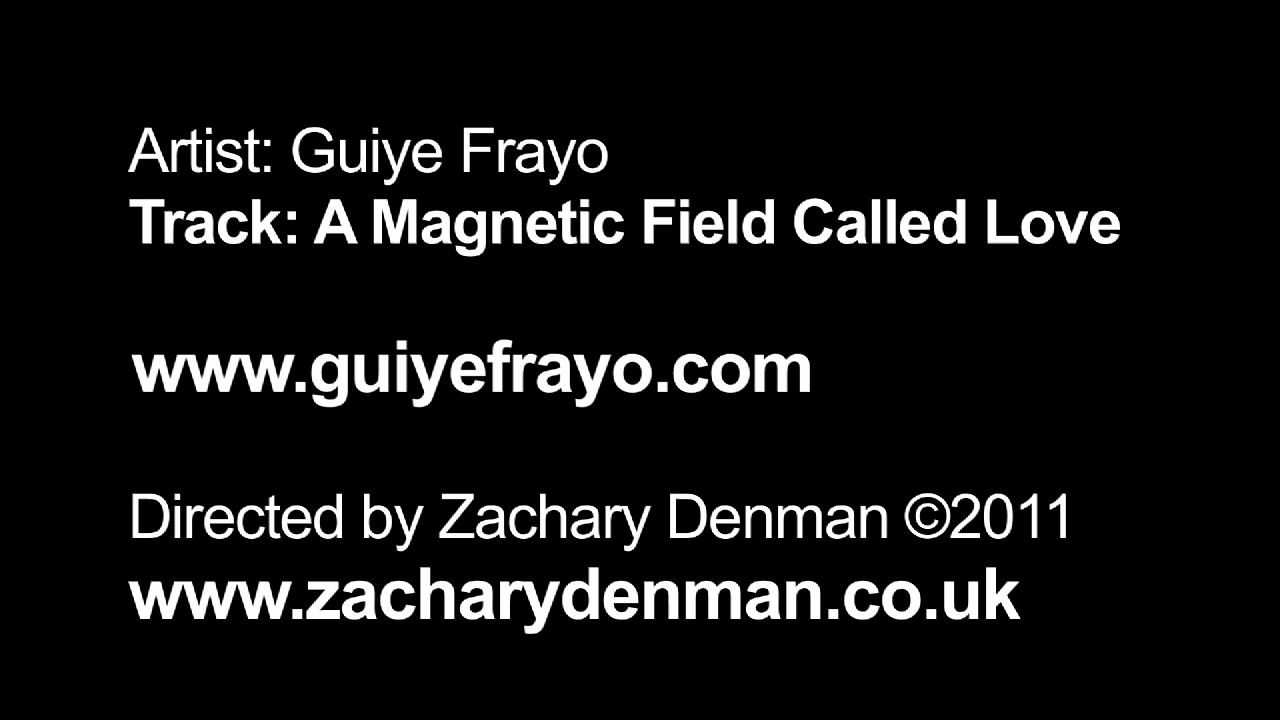 Artist: Guiye Frayo
Track: A Magnetic Field Called Love
www.guiyefrayo.com
Directed by Zachary Denman ©2011
www.zacharydenman.co.uk